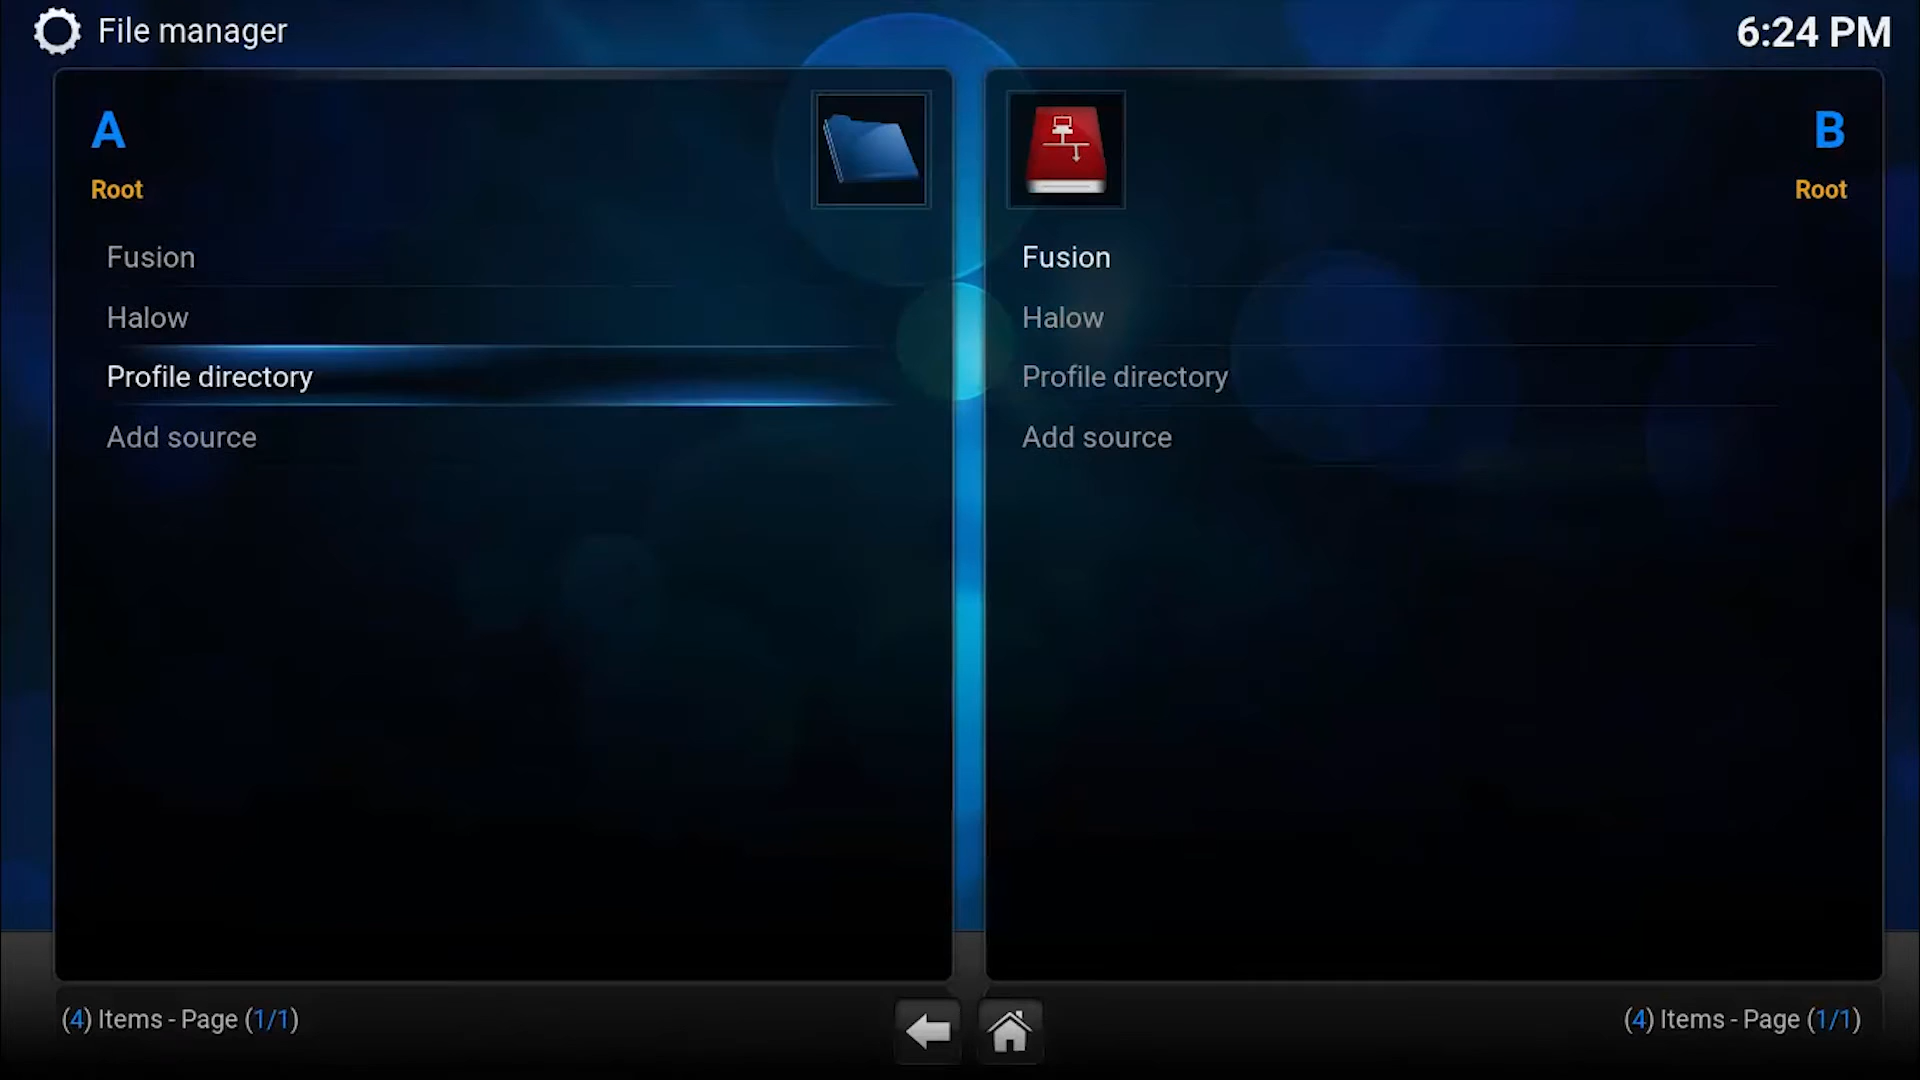 File manager
6:24 PM
A
Root
Fusion
Halow
Profile directory
Add source
(4) Items - Page (1/1)
B
Root
Fusion
Halow
Profile directory
Add source
(4) Items - Page (1/1)